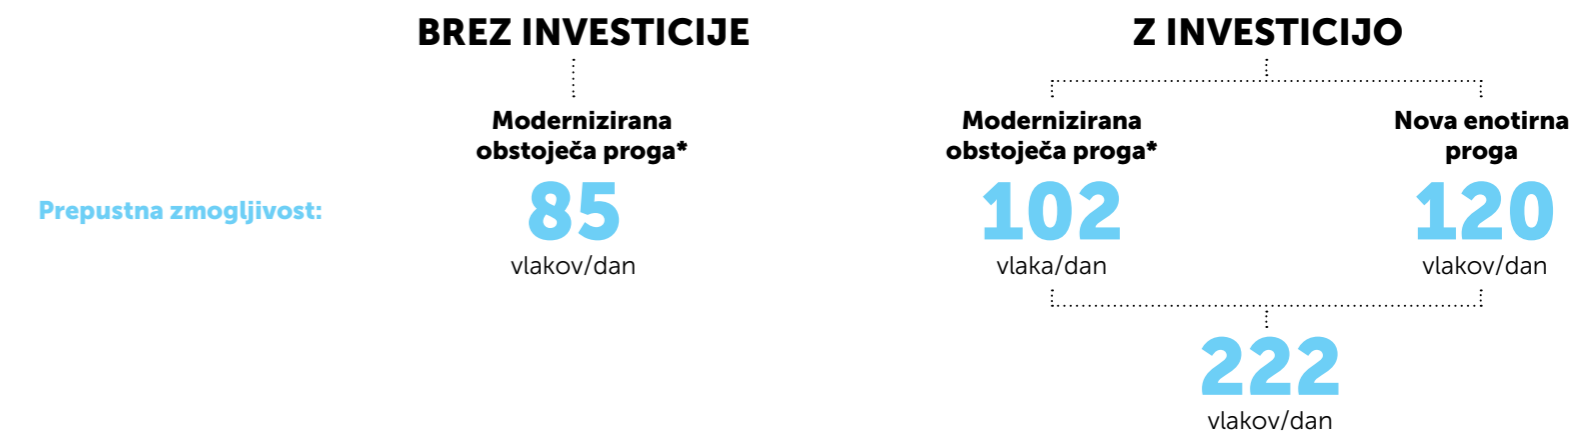 BREZ INVESTICIJE
Z INVESTICIJO
Modernizirana
obstoječa proga*
Modernizirana
obstoječa proga*
Nova enotirna
proga
Prepustna zmogljivost:
85
vlakov/dan
102
vlaka/dan
120
vlakov/dan
222
vlakov/dan